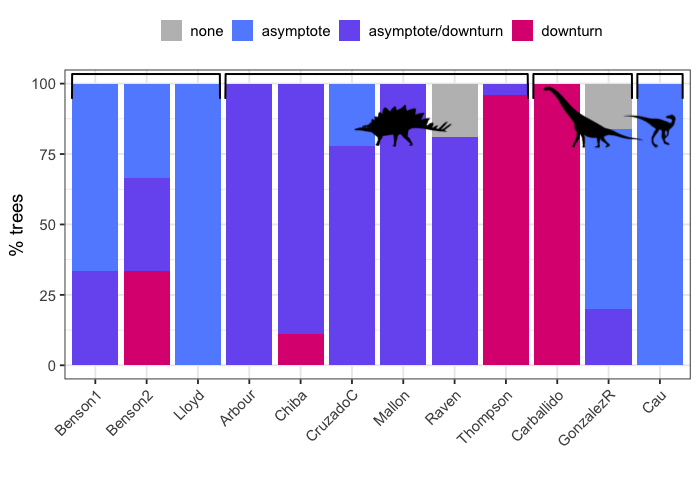 none asymptote asymptote/downturn downturn
% trees
100
75
50
25
0
Benson1 Benson2 Lloyd Arbour Chiba CruzadoC Mallon Raven Thompson Carballido GonzalezR Cau